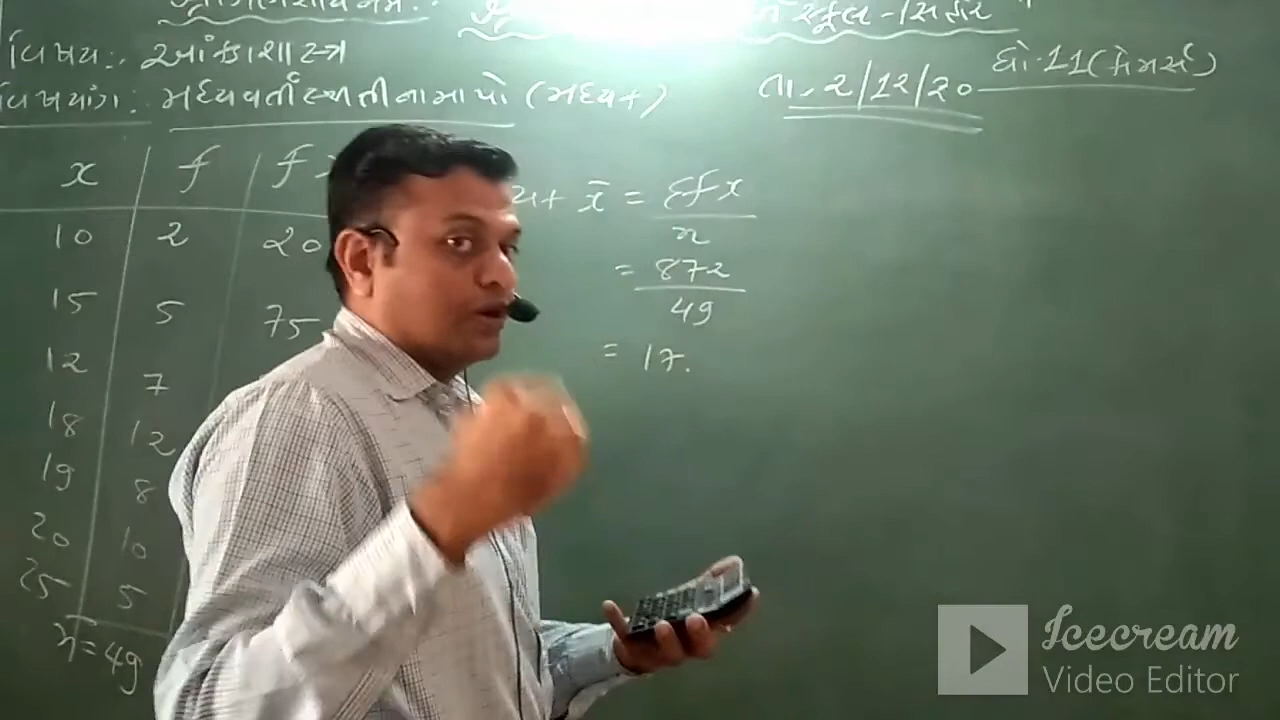 સ્કુલ - સિહોર
વિષય :. આંકડાશાસ્ત્ર
ધો. 11 (કોમર્સ)
વિષયાંગ : મધ્યવર્તી સ્થિતીના માપો (મધ્યક)
તા. 2/12/20
x f f
x̄ = Σfx
n
10 2 20
= 872
49
15 5 75
= 17.
12 7
18 12
19 8
20 10
25 5
n = 49
Icecream
Video Editor